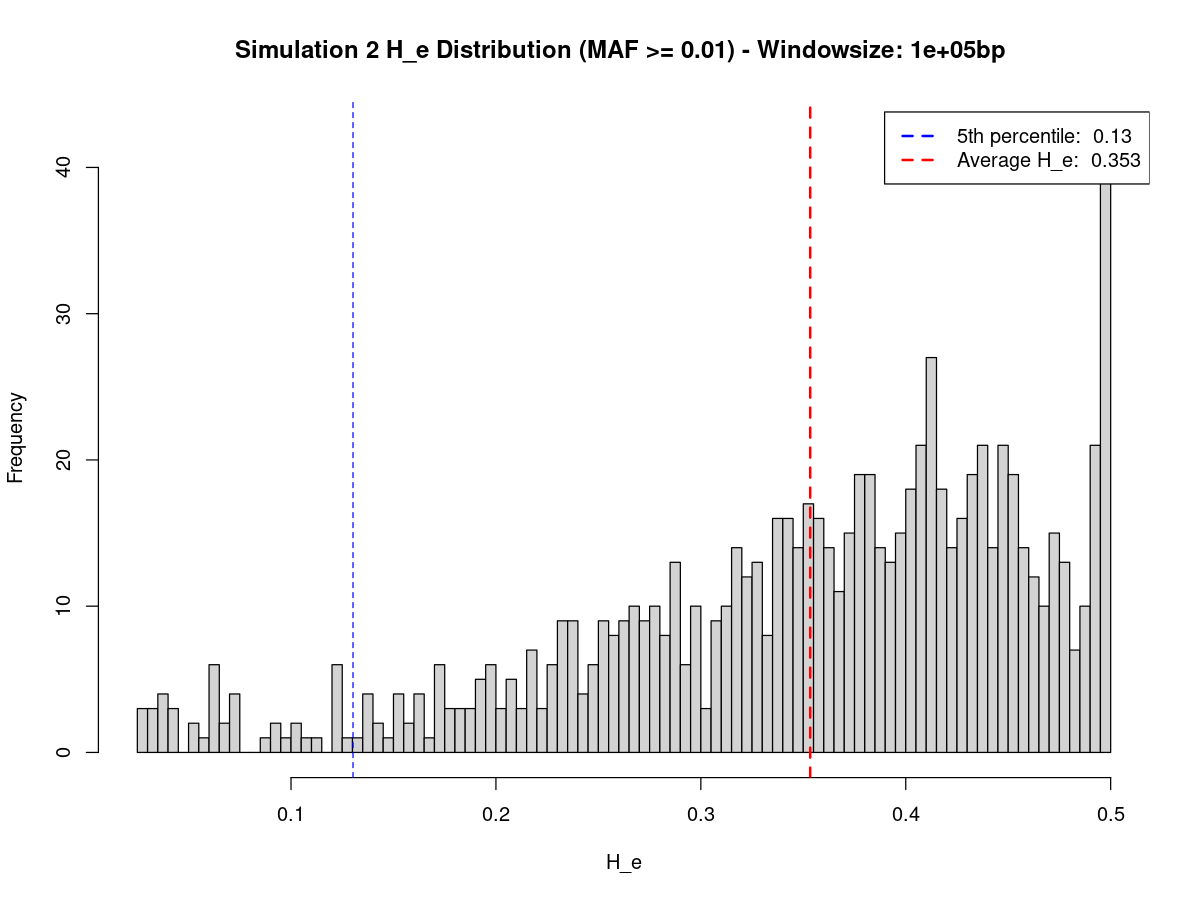 Simulation 2 H_e Distribution (MAF >= 0.01) - Windowsize: 1e+05bp
5th percentile: 0.13
Average H_e: 0.353
Frequency
40
30
20
10
0
0.1 0.2 0.3 0.4 0.5
H_e